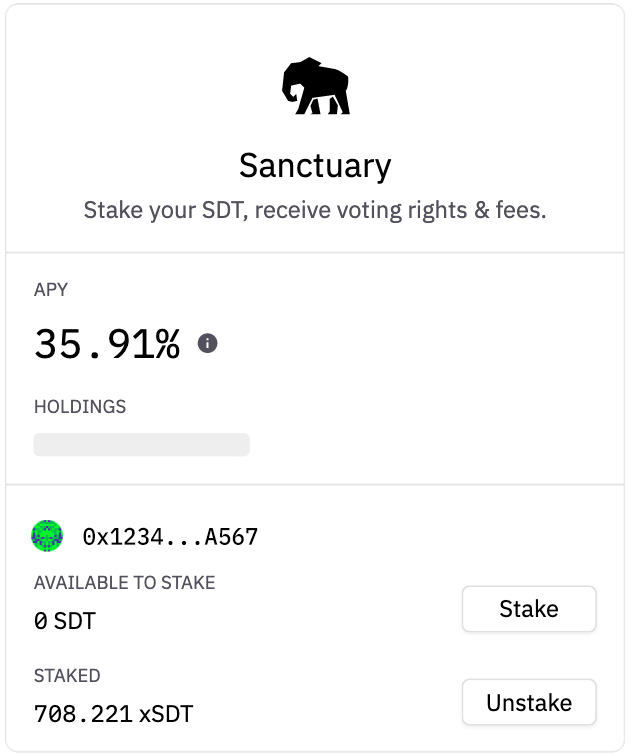 Sanctuary
Stake your SDT, receive voting rights & fees.
APY
35.91%
HOLDINGS
0x1234...A567
AVAILABLE TO STAKE
0 SDT
Stake
STAKED
708.221 xSDT
Unstake